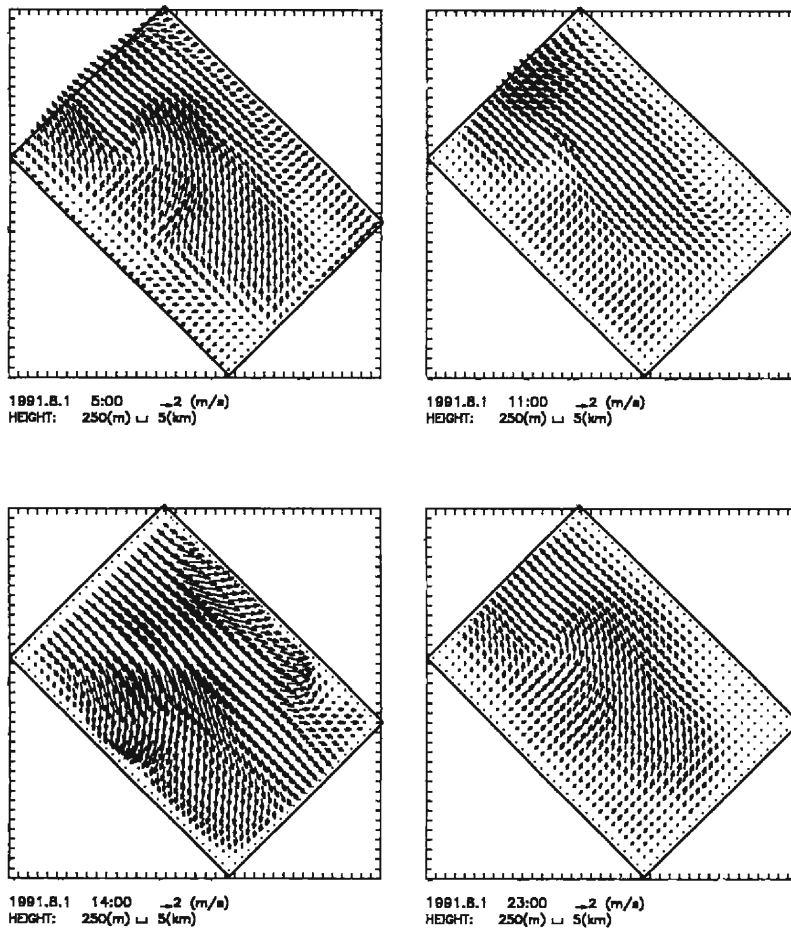 1991.8.1 5:00 →2 (m/s)
HEIGHT: 250(m) ⊔ 5(km)
1991.8.1 11:00 →2 (m/s)
HEIGHT: 250(m) ⊔ 5(km)
1991.8.1 14:00 →2 (m/s)
HEIGHT: 250(m) ⊔ 5(km)
1991.8.1 23:00 →2 (m/s)
HEIGHT: 250(m) ⊔ 5(km)